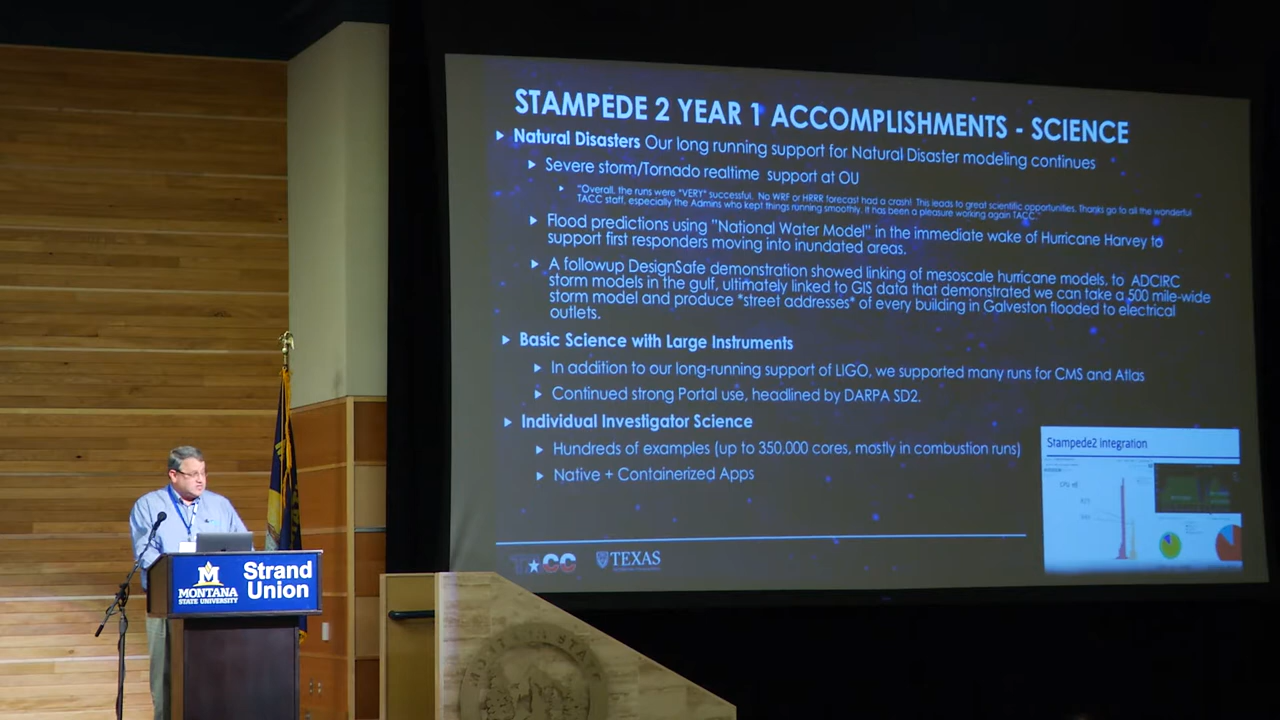 STAMPEDE 2 YEAR 1 ACCOMPLISHMENTS - SCIENCE
Natural Disasters Our long running support for Natural Disaster modeling continues
Severe storm/Tornado realtime support at OU
"Overall, the runs were *VERY* successful. No WRF or HRRR forecast had a crash! This leads to great scientific opportunities. Thanks go to all the wonderful
TACC staff, especially the Admins who kept things running smoothly. It has been a pleasure working again TACC."
Flood predictions using "National Water Model" in the immediate wake of Hurricane Harvey to
support first responders moving into inundated areas.
A followup DesignSafe demonstration showed linking of mesoscale hurricane models, to ADCIRC
storm models in the gulf, ultimately linked to GIS data that demonstrated we can take a 500 mile-wide
storm model and produce *street addresses* of every building in Galveston flooded to electrical
outlets.
Basic Science with Large Instruments
In addition to our long-running support of LIGO, we supported many runs for CMS and Atlas
Continued strong Portal use, headlined by DARPA SD2.
Individual Investigator Science
Hundreds of examples (up to 350,000 cores, mostly in combustion runs)
Native + Containerized Apps
Stampede2 integration
TACC
TEXAS
MONTANA
STATE UNIVERSITY
Strand
Union